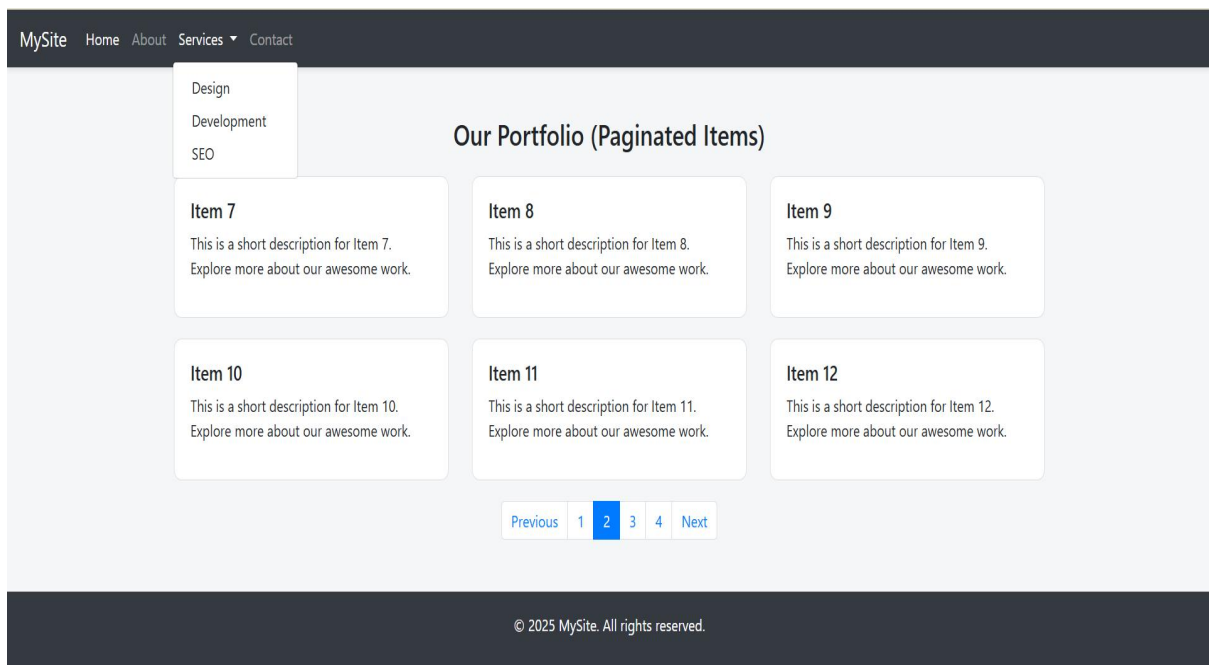 MySite Home About Services Contact
Design
Development
SEO
Our Portfolio (Paginated Items)
Item 7
This is a short description for Item 7.
Explore more about our awesome work.
Item 8
This is a short description for Item 8.
Explore more about our awesome work.
Item 9
This is a short description for Item 9.
Explore more about our awesome work.
Item 10
This is a short description for Item 10.
Explore more about our awesome work.
Item 11
This is a short description for Item 11.
Explore more about our awesome work.
Item 12
This is a short description for Item 12.
Explore more about our awesome work.
Previous 1 2 3 4 Next
© 2025 MySite. All rights reserved.